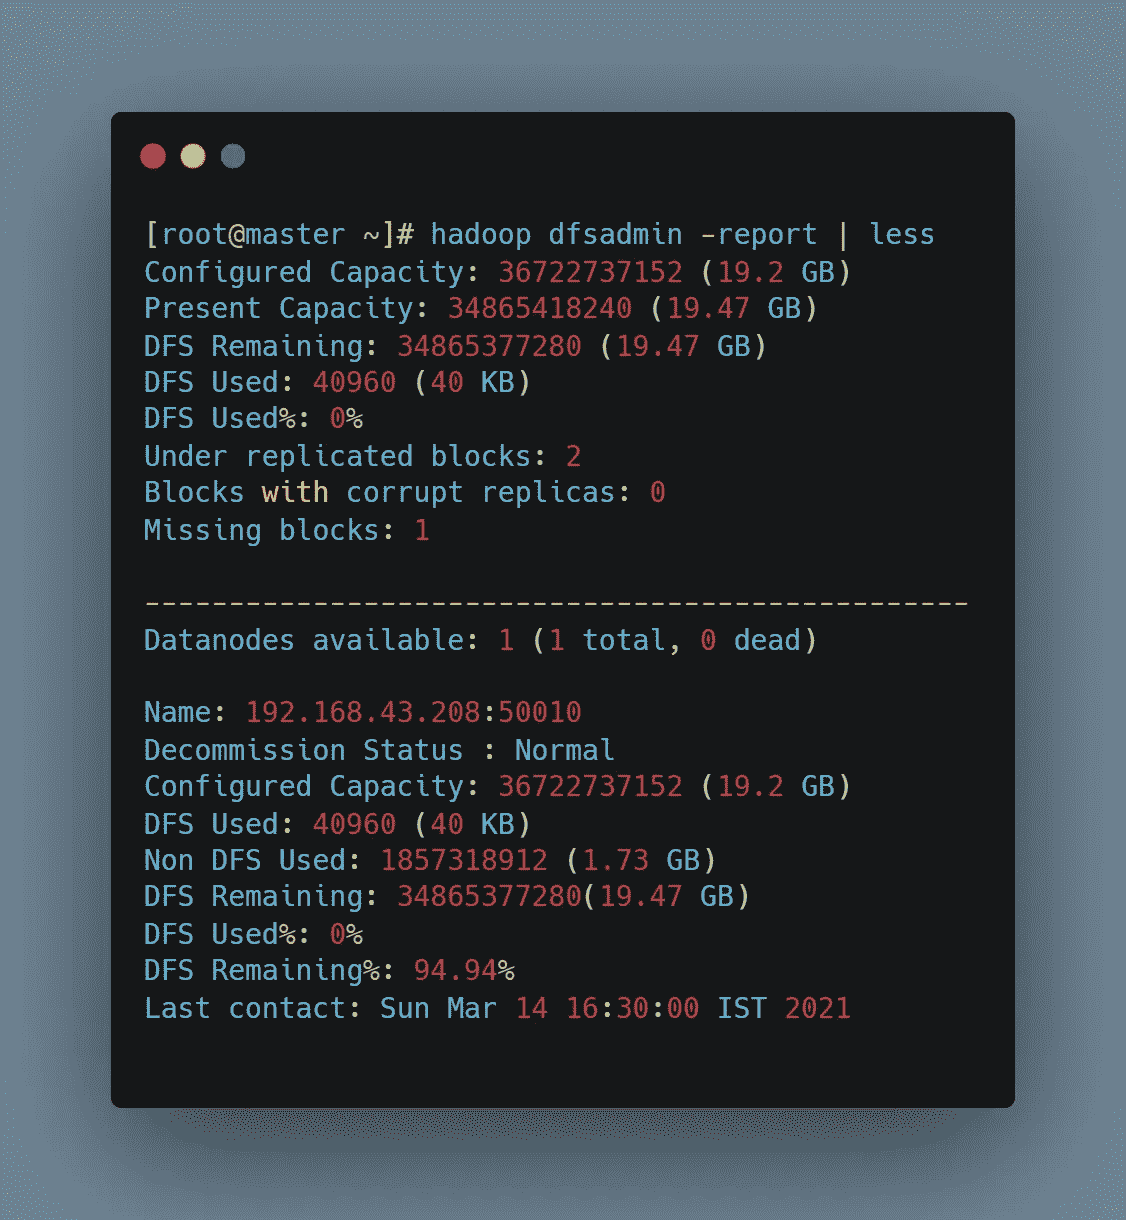 [root@master ~]# hadoop dfsadmin -report | less
Configured Capacity: 36722737152 (19.2 GB)
Present Capacity: 34865418240 (19.47 GB)
DFS Remaining: 34865377280 (19.47 GB)
DFS Used: 40960 (40 KB)
DFS Used%: 0%
Under replicated blocks: 2
Blocks with corrupt replicas: 0
Missing blocks: 1
-------------------------------------------------
Datanodes available: 1 (1 total, 0 dead)
Name: 192.168.43.208:50010
Decommission Status : Normal
Configured Capacity: 36722737152 (19.2 GB)
DFS Used: 40960 (40 KB)
Non DFS Used: 1857318912 (1.73 GB)
DFS Remaining: 34865377280(19.47 GB)
DFS Used%: 0%
DFS Remaining%: 94.94%
Last contact: Sun Mar 14 16:30:00 IST 2021